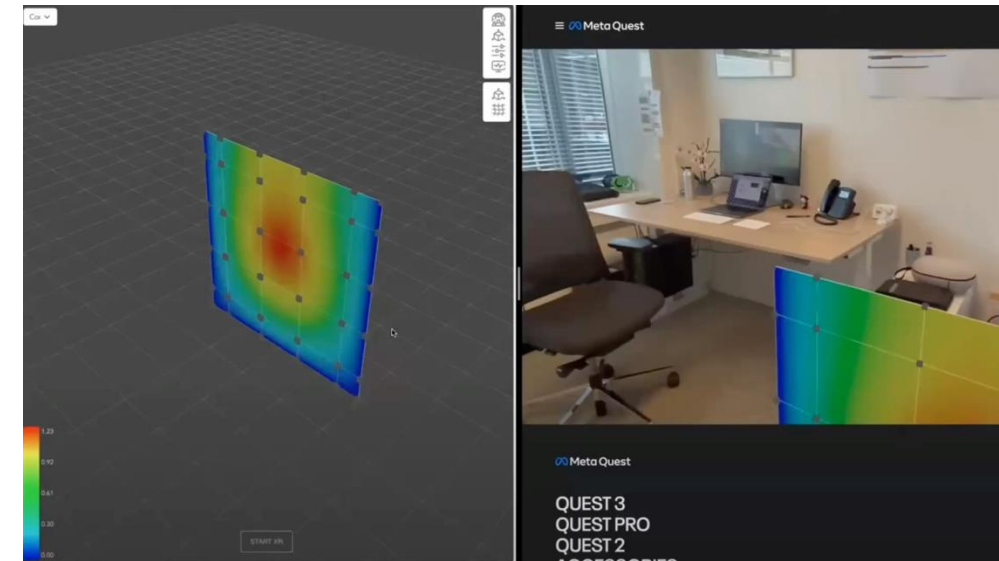 Co
1.23
0.92
0.61
0.30
0.00
START XR
Meta Quest
Meta Quest
QUEST 3
QUEST PRO
QUEST 2
ACCESSORIES